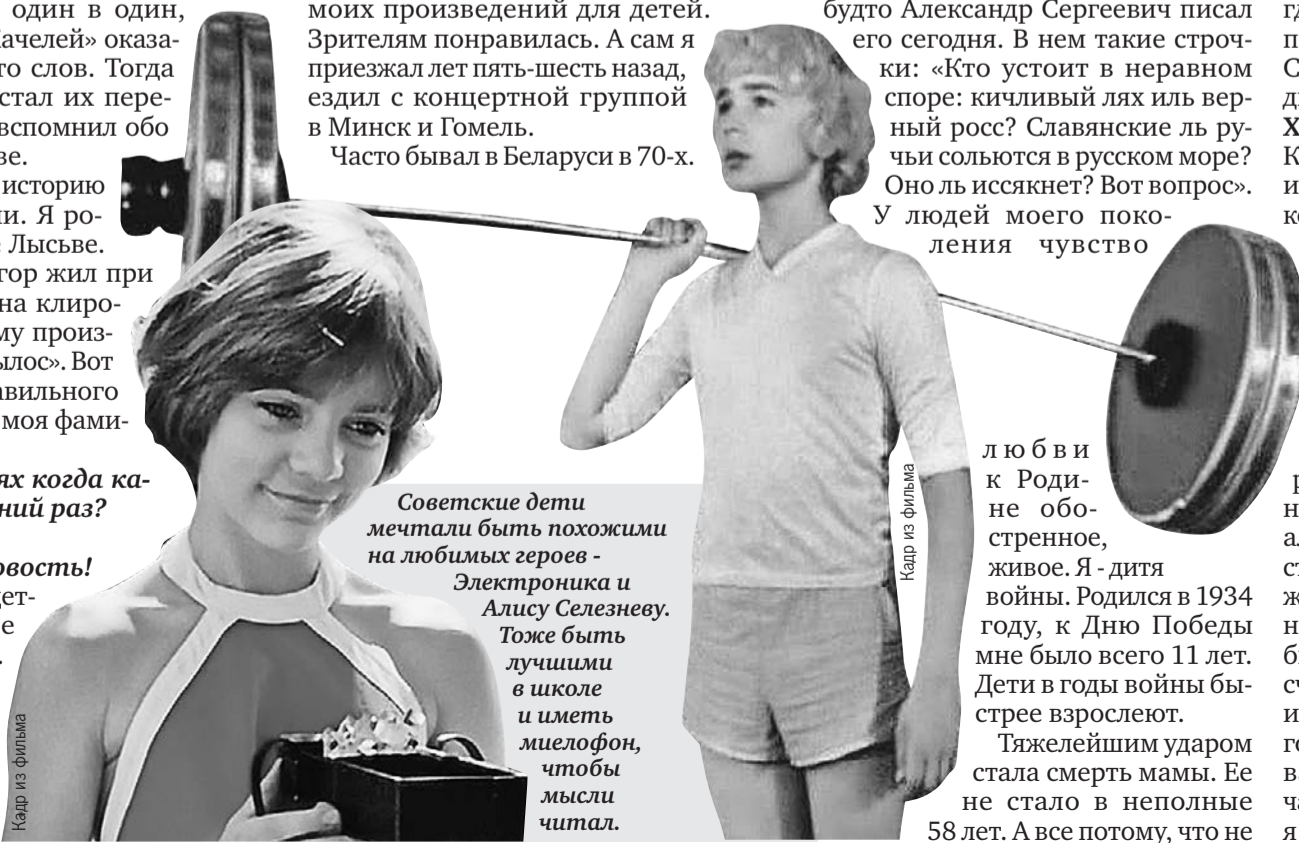 один в один,
Качелей» оказа-
то слов. Тогда
стал их пере-
вспомнил обо
ве.
историю
ни. Я ро-
е Лысьве.
гор жил при
на клиро-
му произ-
ылос». Вот
авильного
моя фами-
ях когда ка-
ний раз?
овость!
дет-
е
моих произведений для детей.
Зрителям понравилась. А сам я
приезжал лет пять-шесть назад,
ездил с концертной группой
в Минск и Гомель.
Часто бывал в Беларуси в 70-х.
Советские дети
мечтали быть похожими
на любимых героев -
Электроника и
Алису Селезневу.
Тоже быть
лучшими
в школе
и иметь
миелофон,
чтобы
мысли
читал.
Кадр из фильма
Кадр из фильма
будто Александр Сергеевич писал
его сегодня. В нем такие строч-
ки: «Кто устоит в неравном
споре: кичливый лях иль вер-
ный росс? Славянские ль ру-
чьи сольются в русском море?
Оно ль иссякнет? Вот вопрос».
У людей моего поко-
ления чувство
любви
к Роди-
не обо-
стренное,
живое. Я - дитя
войны. Родился в 1934
году, к Дню Победы
мне было всего 11 лет.
Дети в годы войны бы-
стрее взрослеют.
Тяжелейшим ударом
стала смерть мамы. Ее
не стало в неполные
58 лет. А все потому, что не